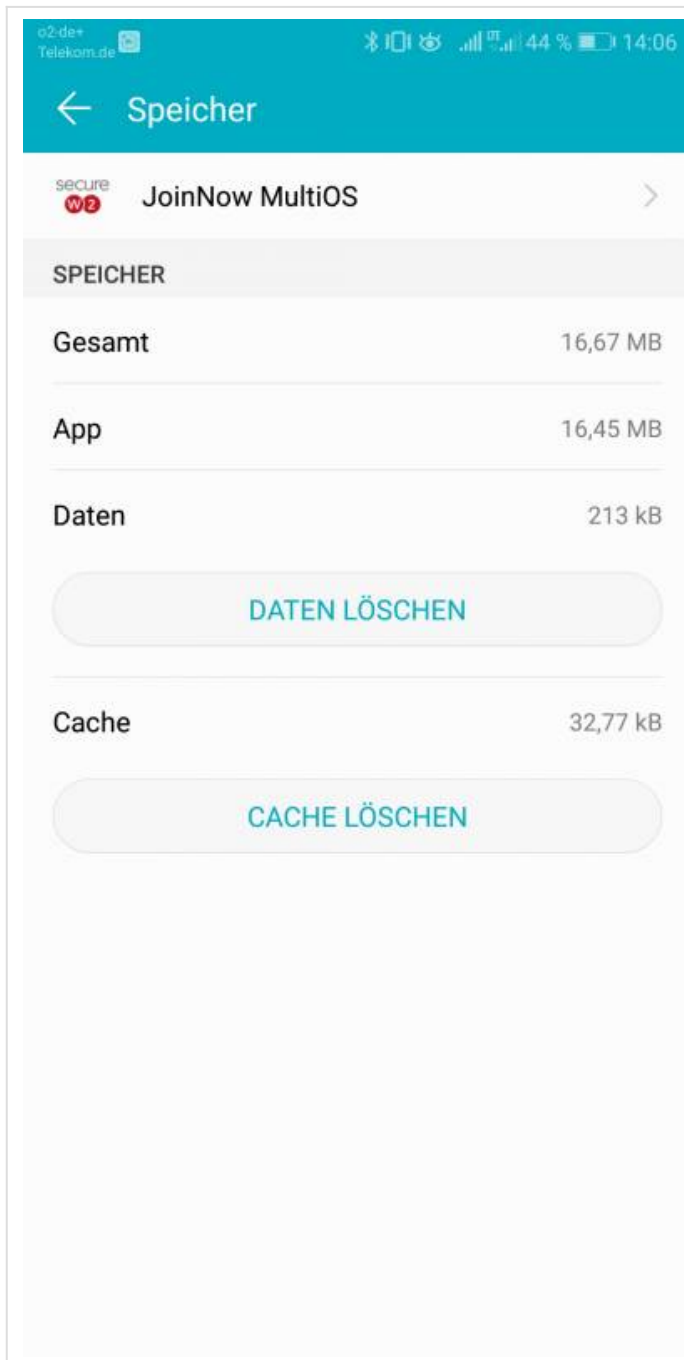 o2-de+
Telekom.de
44 % 14:06
Speicher
secure
W2
JoinNow MultiOS
SPEICHER
Gesamt 16,67 MB
App 16,45 MB
Daten 213 kB
DATEN LÖSCHEN
Cache 32,77 kB
CACHE LÖSCHEN